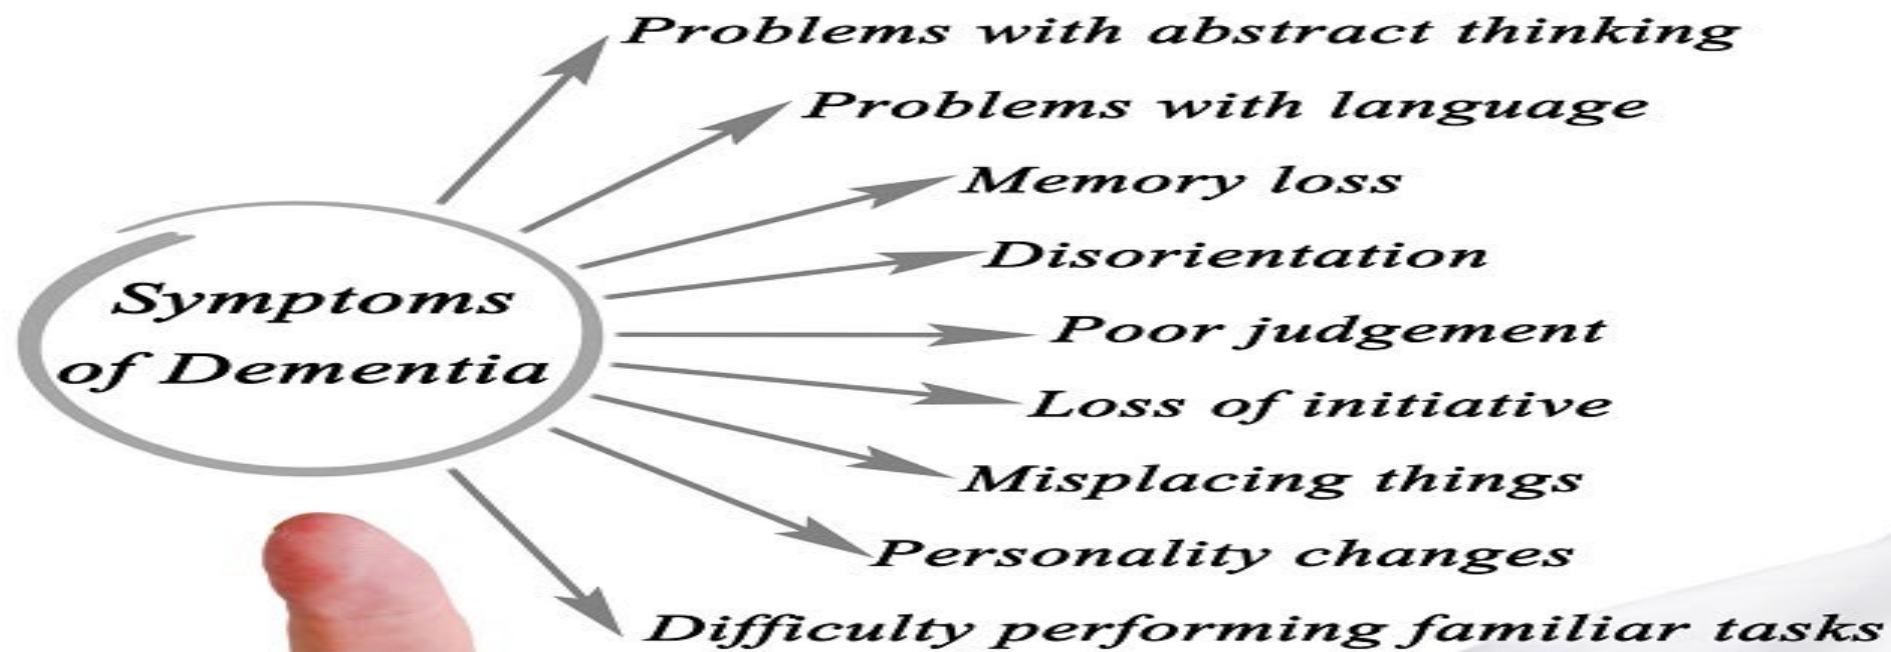 Symptoms
of Dementia
Problems with abstract thinking
Problems with language
Memory loss
Disorientation
Poor judgement
Loss of initiative
Misplacing things
Personality changes
Difficulty performing familiar tasks